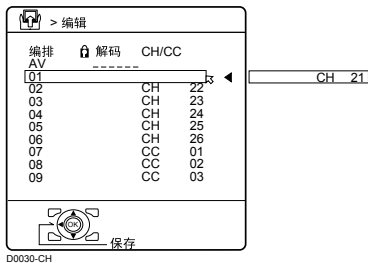 > 编辑
编排 解码 CH/CC
AV ------
01 CH 21
02 CH 22
03 CH 23
04 CH 24
05 CH 25
06 CH 26
07 CC 01
08 CC 02
09 CC 03
OK
保存
D0030-CH